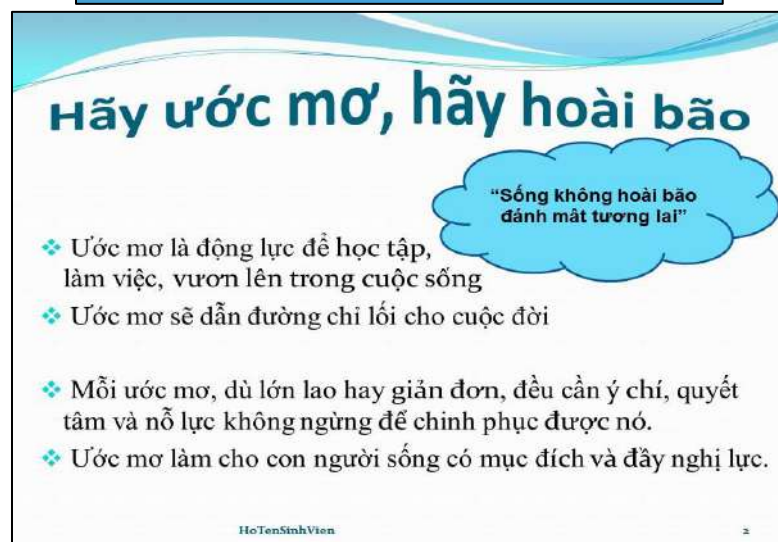 Hãy ước mơ, hãy hoài bão
“Sống không hoài bão
đánh mât tương lai”
❖ Ước mơ là động lực để học tập,
làm việc, vươn lên trong cuộc sống
❖ Ước mơ sẽ dẫn đường chỉ lối cho cuộc đời
❖ Mỗi ước mơ, dù lớn lao hay giản đơn, đều cần ý chí, quyết
tâm và nỗ lực không ngừng để chinh phục được nó.
❖ Ước mơ làm cho con người sống có mục đích và đầy nghị lực.
HoTenSinhVien
2